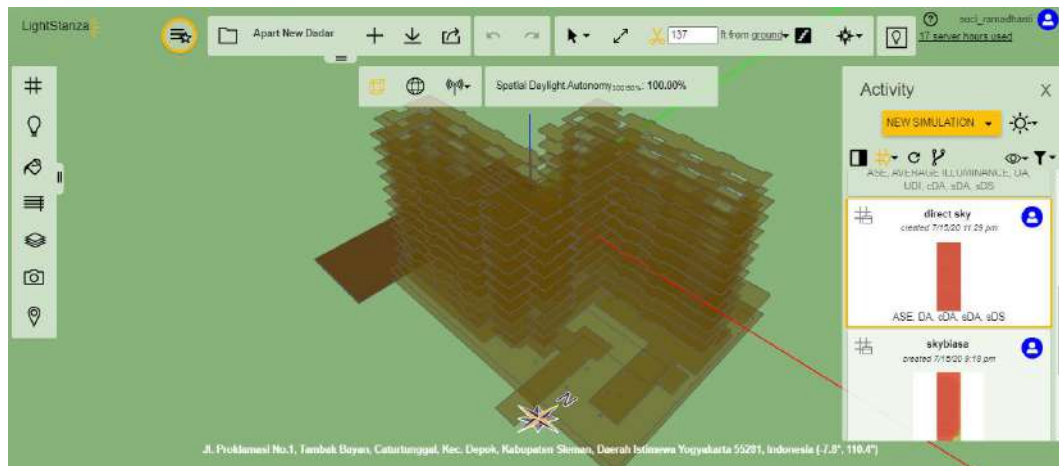 LightStanza
Apart New Dadar
137
ft from ground
suci_ramadhanti
17 server hours used
Spatial Daylight Autonomy300/50%: 100.00%
Activity
X
NEW SIMULATION
ASE, AVERAGE ILLUMINANCE, DA,
UDI, cDA, sDA, sDS
direct sky
created 7/15/20 11:29 pm
ASE, DA, cDA, sDA, sDS
skybiasa
created 7/15/20 9:19 pm
Z
Jl. Proklamasi No.1, Tambak Bayan, Caturtunggal, Kec. Depok, Kabupaten Sleman, Daerah Istimewa Yogyakarta 55281, Indonesia (-7.8°, 110.4°)